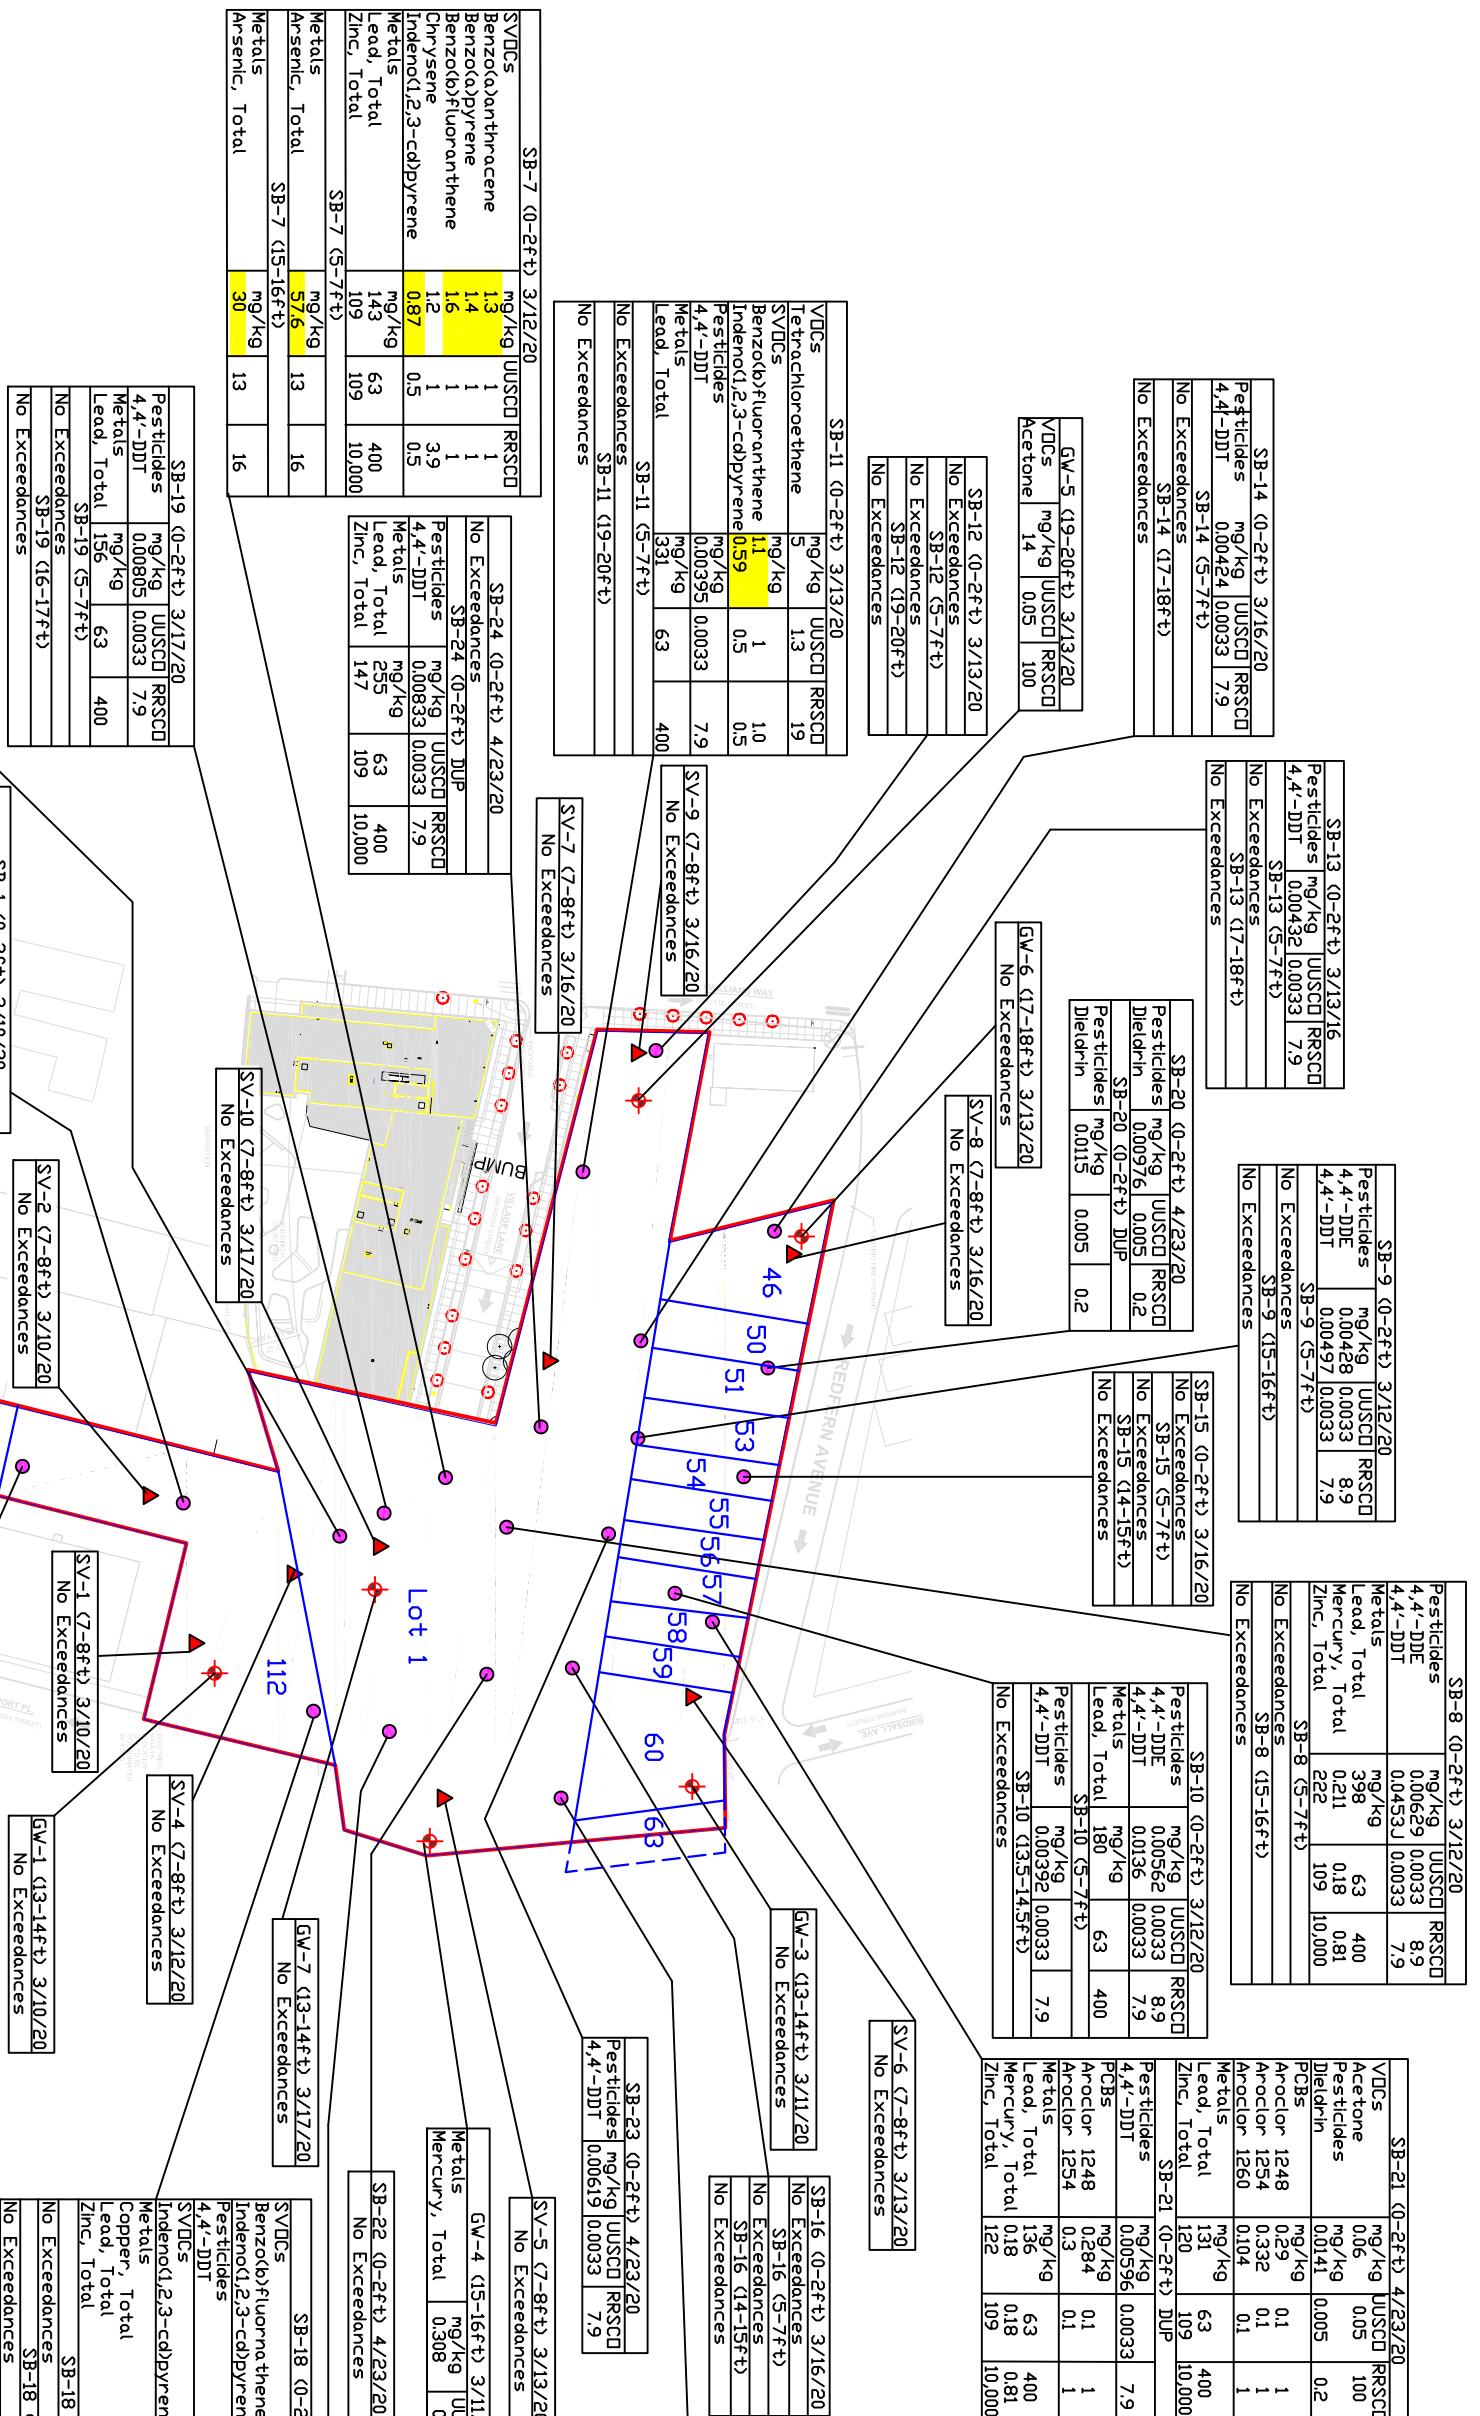 SB-8 (0-2ft) 3/12/20
Pesticides mg/kg UUSCO RRSCO
4,4'-DDE 0.00629 0.0033 8.9
4,4'-DDT 0.0453J 0.0033 7.9
Metals mg/kg
Lead, Total 398 63 400
Mercury, Total 0.211 0.18 0.81
Zinc, Total 222 109 10,000
SB-8 (5-7ft)
No Exceedances
SB-8 (15-16ft)
No Exceedances
SB-9 (0-2ft) 3/12/20
Pesticides mg/kg UUSCO RRSCO
4,4'-DDE 0.00428 0.0033 8.9
4,4'-DDT 0.00497 0.0033 7.9
SB-9 (5-7ft)
No Exceedances
SB-9 (15-16ft)
No Exceedances
SB-13 (0-2ft) 3/13/16
Pesticides mg/kg UUSCO RRSCO
4,4'-DDT 0.00432 0.0033 7.9
SB-13 (5-7ft)
No Exceedances
SB-13 (17-18ft)
No Exceedances
SB-14 (0-2ft) 3/16/20
Pesticides mg/kg UUSCO RRSCO
4,4'-DDT 0.00424 0.0033 7.9
SB-14 (5-7ft)
No Exceedances
SB-14 (17-18ft)
No Exceedances
GW-5 (19-20ft) 3/13/20
VOCs mg/kg UUSCO RRSCO
Acetone 14 0.05 100
SB-12 (0-2ft) 3/13/20
No Exceedances
SB-12 (5-7ft)
No Exceedances
SB-12 (19-20ft)
No Exceedances
SB-20 (0-2ft) 4/23/20
Pesticides mg/kg UUSCO RRSCO
Dieldrin 0.00976 0.005 0.2
SB-20 (0-2ft) DUP
Pesticides mg/kg
Dieldrin 0.0115 0.005 0.2
SB-15 (0-2ft) 3/16/20
No Exceedances
SB-15 (5-7ft)
No Exceedances
SB-15 (14-15ft)
No Exceedances
SB-10 (0-2ft) 3/12/20
Pesticides mg/kg UUSCO RRSCO
4,4'-DDE 0.00562 0.0033 8.9
4,4'-DDT 0.0136 0.0033 7.9
mg/kg
Lead, Total 180 63 400
SB-10 (5-7ft)
Pesticides mg/kg
4,4'-DDT 0.00392 0.0033 7.9
SB-10 (13.5-14.5ft)
No Exceedances
SB-21 (0-2ft) 4/23/20
VOCs mg/kg UUSCO RRSCO
Acetone 0.06 0.05 100
Pesticides mg/kg
Dieldrin 0.0141 0.005 0.2
PCBs mg/kg
Aroclor 1248 0.29 0.1 1
Aroclor 1254 0.332 0.1 1
Aroclor 1260 0.104 0.1 1
Metals mg/kg
Lead, Total 131 63 400
Zinc, Total 120 109 10,000
SB-21 (0-2ft) DUP
Pesticides mg/kg
4,4'-DDT 0.00596 0.0033 7.9
PCBs mg/kg
Aroclor 1248 0.284 0.1 1
Aroclor 1254 0.3 0.1 1
Metals mg/kg
Lead, Total 136 63 400
Mercury, Total 0.18 0.18 0.81
Zinc, Total 122 109 10,000
GW-6 (17-18ft) 3/13/20
No Exceedances
SV-8 (7-8ft) 3/16/20
No Exceedances
SV-6 (7-8ft) 3/13/20
No Exceedances
SB-11 (0-2ft) 3/13/20
VOCs mg/kg UUSCO RRSCO
Tetrachloroethene 5 1.3 19
SVOCs mg/kg
Benzo(b)fluoranthene 1.1 1 1.0
Indeno(1,2,3-cd)pyrene 0.59 0.5 0.5
Pesticides mg/kg
4,4'-DDT 0.00395 0.0033 7.9
Metals mg/kg
Lead, Total 331 63 400
SB-11 (5-7ft)
No Exceedances
SB-11 (19-20ft)
No Exceedances
SV-9 (7-8ft) 3/16/20
No Exceedances
SV-7 (7-8ft) 3/16/20
No Exceedances
GW-3 (13-14ft) 3/11/20
No Exceedances
SB-16 (0-2ft) 3/16/20
No Exceedances
SB-16 (5-7ft)
No Exceedances
SB-16 (14-15ft)
No Exceedances
SB-23 (0-2ft) 4/23/20
Pesticides mg/kg UUSCO RRSCO
4,4'-DDT 0.00619 0.0033 7.9
SV-5 (7-8ft) 3/13/20
No Exceedances
GW-4 (15-16ft) 3/11
Metals mg/kg
Mercury, Total 0.308
SB-22 (0-2ft) 4/23/20
No Exceedances
SB-7 (0-2ft) 3/12/20
SVOCs mg/kg UUSCO RRSCO
Benzo(a)anthracene 1.3 1 1
Benzo(a)pyrene 1.4 1 1
Benzo(b)fluoranthene 1.6 1 1
Chrysene 1.2 1 3.9
Indeno(1,2,3-cd)pyrene 0.87 0.5 0.5
Metals mg/kg
Lead, Total 143 63 400
Zinc, Total 109 109 10,000
SB-7 (5-7ft)
Metals mg/kg
Arsenic, Total 57.6 13 16
SB-7 (15-16ft)
Metals mg/kg
Arsenic, Total 30 13 16
SB-24 (0-2ft) 4/23/20
No Exceedances
SB-24 (0-2ft) DUP
Pesticides mg/kg UUSCO RRSCO
4,4'-DDT 0.00833 0.0033 7.9
Metals mg/kg
Lead, Total 255 63 400
Zinc, Total 147 109 10,000
SB-19 (0-2ft) 3/17/20
Pesticides mg/kg UUSCO RRSCO
4,4'-DDT 0.00805 0.0033 7.9
Metals mg/kg
Lead, Total 156 63 400
SB-19 (5-7ft)
No Exceedances
SB-19 (16-17ft)
No Exceedances
SV-10 (7-8ft) 3/17/20
No Exceedances
SV-2 (7-8ft) 3/10/20
No Exceedances
SV-1 (7-8ft) 3/10/20
No Exceedances
SV-4 (7-8ft) 3/12/20
No Exceedances
GW-1 (13-14ft) 3/10/20
No Exceedances
GW-7 (13-14ft) 3/17/20
No Exceedances
SB-18 (0-2
SVOCs
Benzo(b)fluornathene
Indeno(1,2,3-cd)pyren
Pesticides
4,4'-DDT
SVOCs
Indeno(1,2,3-cd)pyren
Metals
Copper, Total
Lead, Total
Zinc, Total
SB-18
No Exceedances
SB-18
No Exceedances
REDFERN AVENUE
BIRDSALL AVE
WAY
VILLAGE LANE
BUMP
46
50
51
53
54
55
56
57
58
59
60
63
Lot 1
112